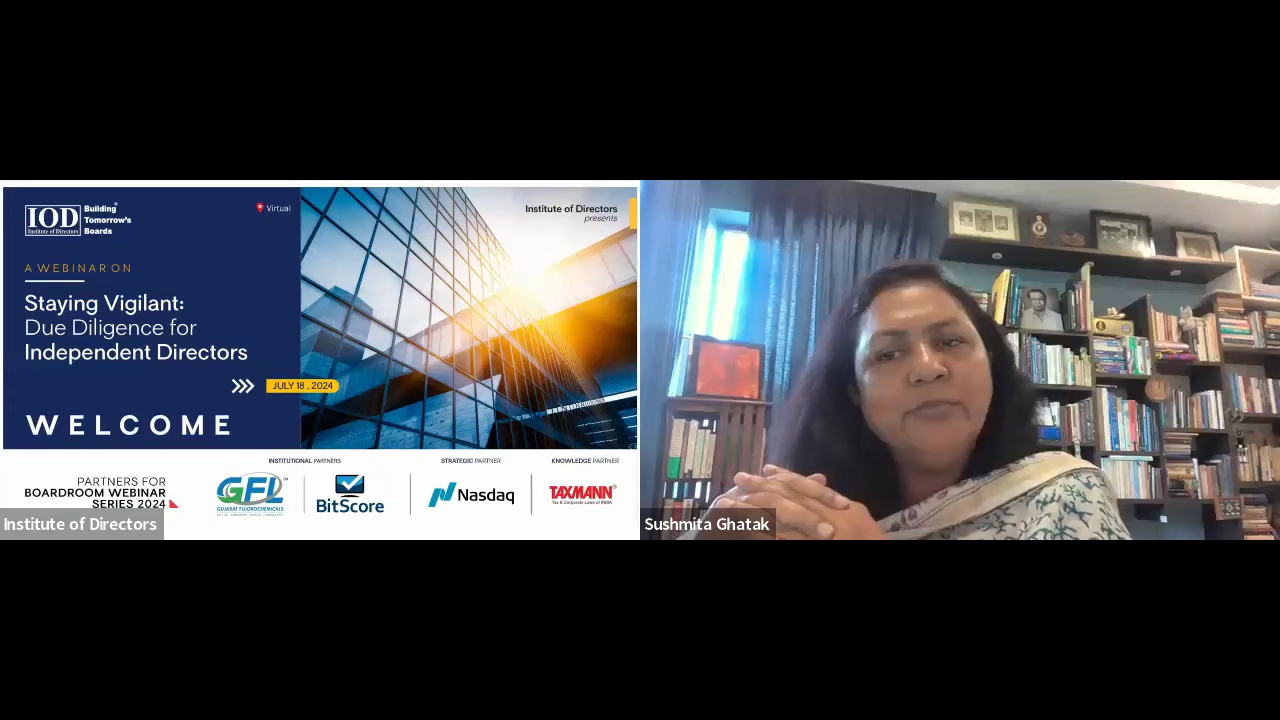 IOD
Institute of Directors
Building
Tomorrow's
Boards
Virtual
Institute of Directors
presents
A WEBINAR ON
Staying Vigilant:
Due Diligence for
Independent Directors
JULY 18 , 2024
WELCOME
INSTITUTIONAL PARTNERS
STRATEGIC PARTNER
KNOWLEDGE PARTNER
PARTNERS FOR
BOARDROOM WEBINAR
SERIES 2024
GFL
TM
GUJARAT FLUOROCHEMICALS
BitScore
Nasdaq
TAXMANN®
Tax & Corporate Laws of INDIA
Institute of Directors
Sushmita Ghatak